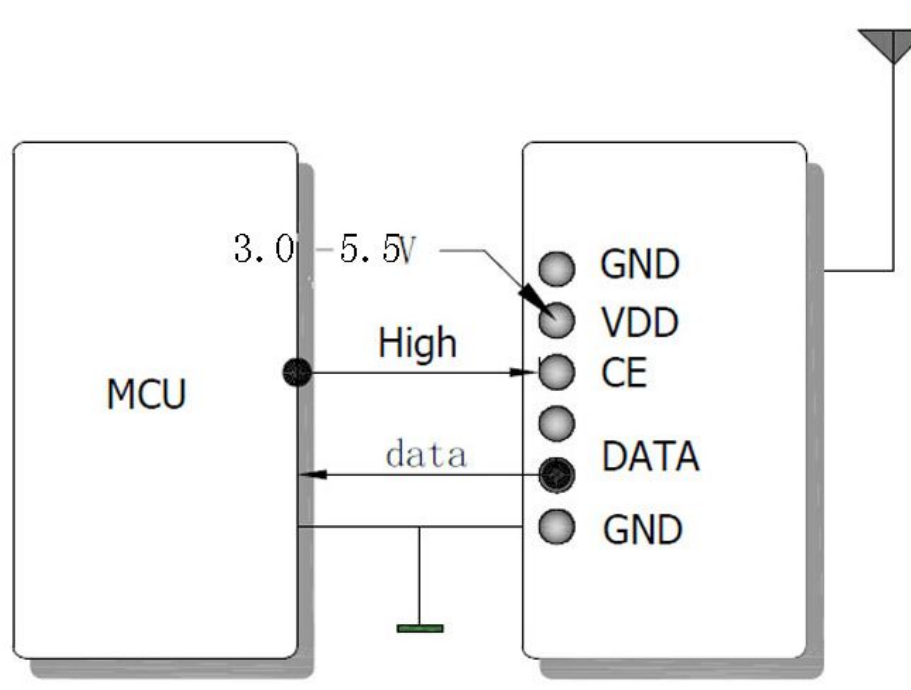 3.0 -5.5V
GND
VDD
High
CE
MCU
data
DATA
GND